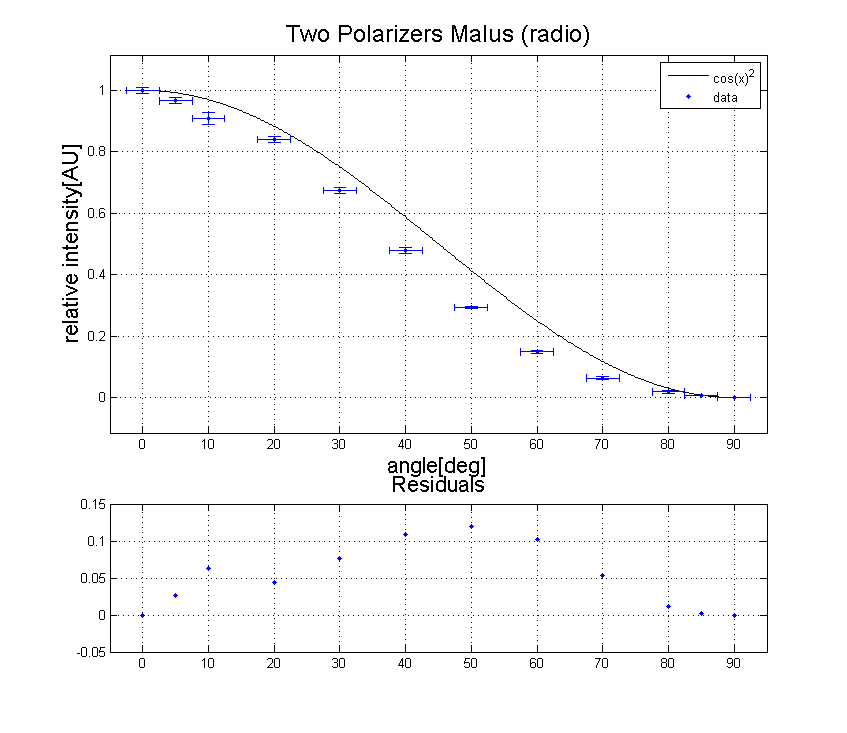 Two Polarizers Malus (radio)
cos(x)²
data
relative intensity[AU]
1
0.8
0.6
0.4
0.2
0
0 10 20 30 40 50 60 70 80 90
angle[deg]
Residuals
0.15
0.1
0.05
0
-0.05
0 10 20 30 40 50 60 70 80 90